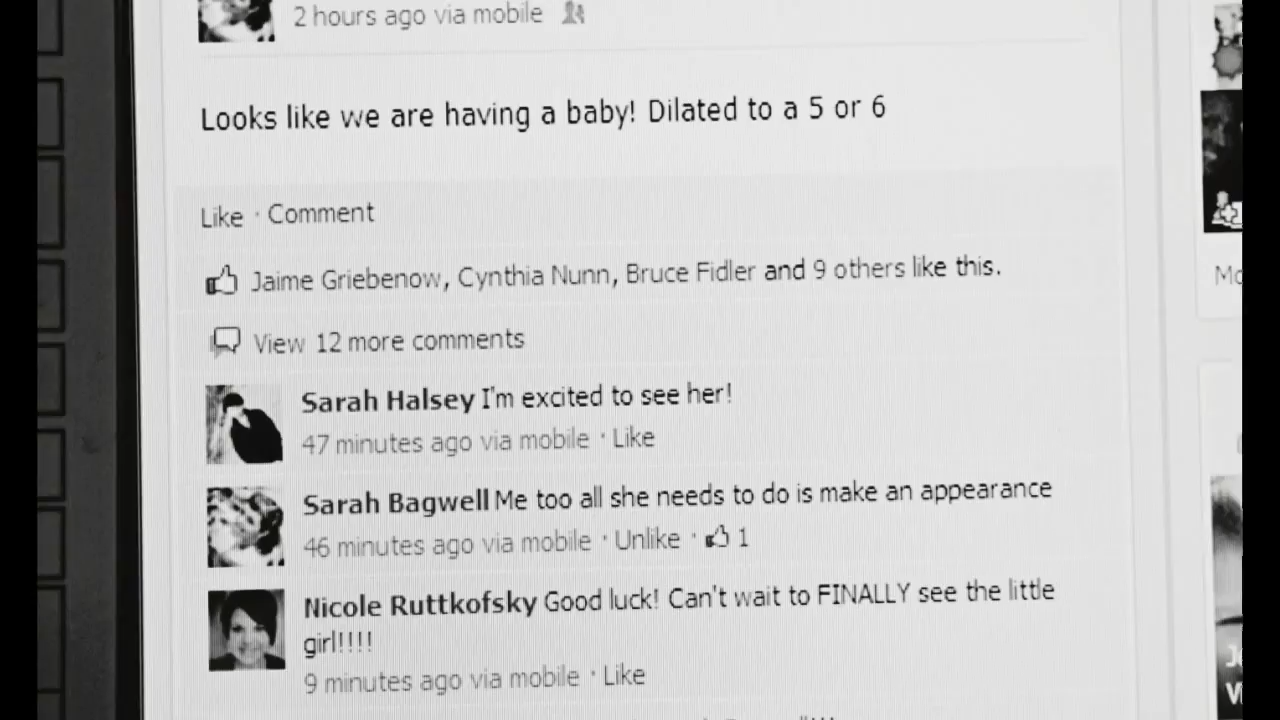 2 hours ago via mobile
Looks like we are having a baby! Dilated to a 5 or 6
Like · Comment
Jaime Griebenow, Cynthia Nunn, Bruce Fidler and 9 others like this.
View 12 more comments
Sarah Halsey I'm excited to see her!
47 minutes ago via mobile · Like
Sarah Bagwell Me too all she needs to do is make an appearance
46 minutes ago via mobile · Unlike · 1
Nicole Ruttkofsky Good luck! Can't wait to FINALLY see the little
girl!!!!
9 minutes ago via mobile · Like